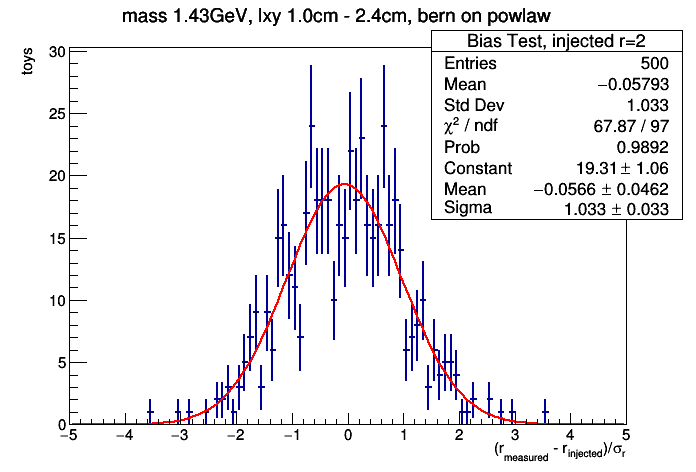 mass 1.43GeV, lxy 1.0cm - 2.4cm, bern on powlaw
toys
Bias Test, injected r=2
Entries 500
Mean −0.05793
Std Dev 1.033
χ² / ndf 67.87 / 97
Prob 0.9892
Constant 19.31 ± 1.06
Mean −0.0566 ± 0.0462
Sigma 1.033 ± 0.033
30
25
20
15
10
5
0
−5 −4 −3 −2 −1 0 1 2 3 4 5
(r_measured - r_injected)/σ_r